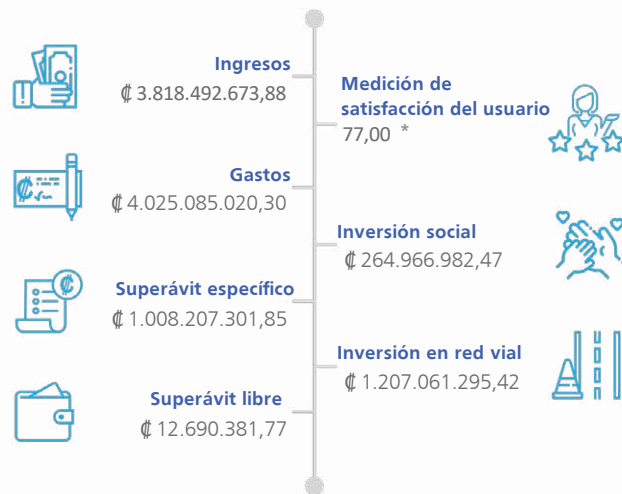 Ingresos
₡ 3.818.492.673,88
Medición de
satisfacción del usuario
77,00 *
Gastos
₡ 4.025.085.020,30
Inversión social
₡ 264.966.982,47
Superávit específico
₡ 1.008.207.301,85
Inversión en red vial
₡ 1.207.061.295,42
Superávit libre
₡ 12.690.381,77